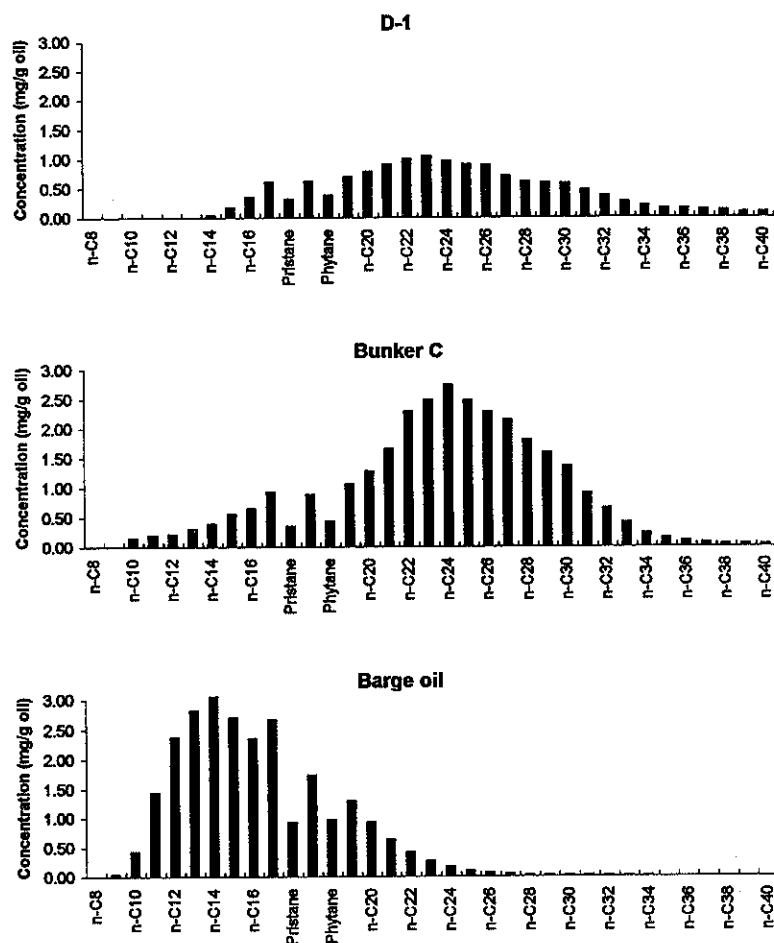 D-1
Concentration (mg/g oil)
3.00
2.50
2.00
1.50
1.00
0.50
0.00
n-C8
n-C10
n-C12
n-C14
n-C16
Pristane
Phytane
n-C20
n-C22
n-C24
n-C26
n-C28
n-C30
n-C32
n-C34
n-C36
n-C38
n-C40
Bunker C
Concentration (mg/g oil)
3.00
2.50
2.00
1.50
1.00
0.50
0.00
n-C8
n-C10
n-C12
n-C14
n-C16
Pristane
Phytane
n-C20
n-C22
n-C24
n-C26
n-C28
n-C30
n-C32
n-C34
n-C36
n-C38
n-C40
Barge oil
Concentration (mg/g oil)
3.00
2.50
2.00
1.50
1.00
0.50
0.00
n-C8
n-C10
n-C12
n-C14
n-C16
Pristane
Phytane
n-C20
n-C22
n-C24
n-C26
n-C28
n-C30
n-C32
n-C34
n-C36
n-C38
n-C40